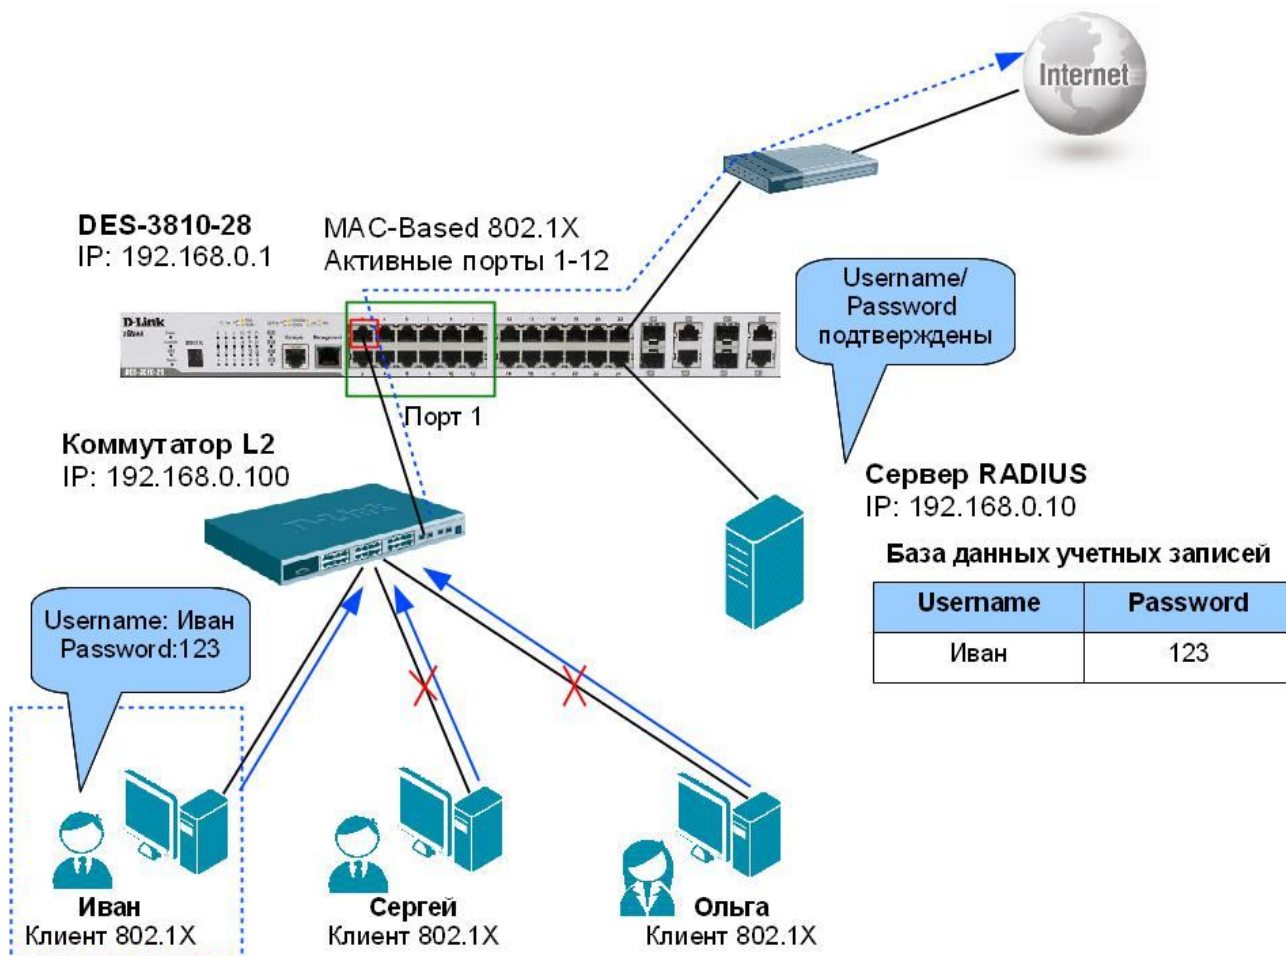 Internet
DES-3810-28
IP: 192.168.0.1
MAC-Based 802.1X
Активные порты 1-12
Username/
Password
подтверждены
D-Link
DES-3810-28
Порт 1
Коммутатор L2
IP: 192.168.0.100
Сервер RADIUS
IP: 192.168.0.10
База данных учетных записей
Username Password
Иван 123
Username: Иван
Password:123
Иван
Клиент 802.1X
Сергей
Клиент 802.1X
Ольга
Клиент 802.1X